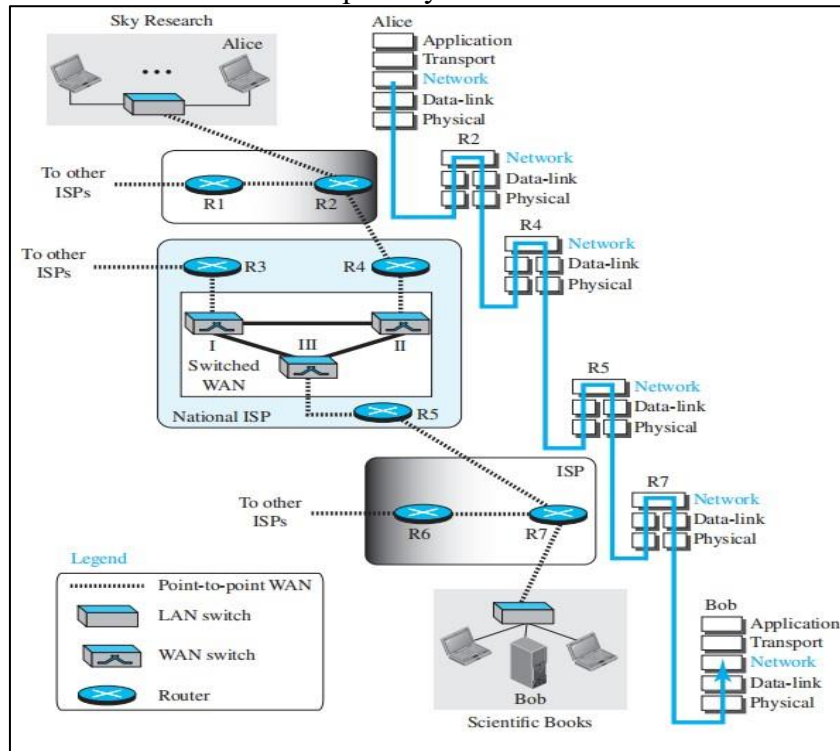 Sky Research
Alice
Alice
Application
Transport
Network
Data-link
Physical
R2
Network
Data-link
Physical
To other
ISPs
R1
R2
R4
Network
Data-link
Physical
To other
ISPs
R3
R4
I
III
II
Switched
WAN
National ISP
R5
R5
Network
Data-link
Physical
ISP
To other
ISPs
R6
R7
R7
Network
Data-link
Physical
Legend
Point-to-point WAN
LAN switch
WAN switch
Router
Bob
Scientific Books
Bob
Application
Transport
Network
Data-link
Physical